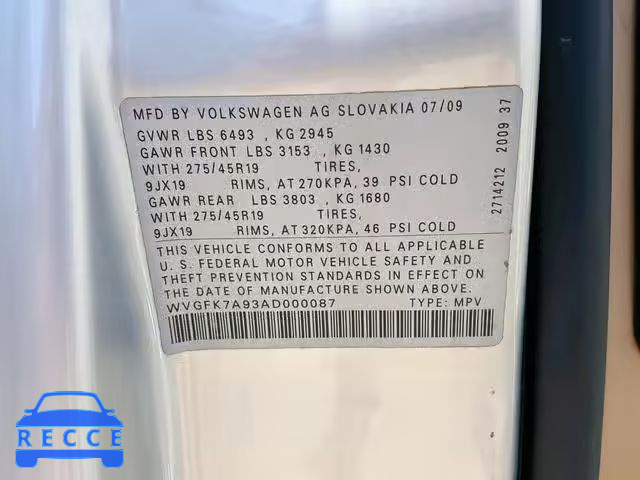 MFD BY VOLKSWAGEN AG SLOVAKIA 07/09
GVWR LBS 6493 , KG 2945
GAWR FRONT LBS 3153 , KG 1430
WITH 275/45R19 TIRES,
9JX19 RIMS, AT 270KPA, 39 PSI COLD
GAWR REAR LBS 3803, KG 1680
WITH 275/45R19 TIRES,
9JX19 RIMS, AT 320KPA, 46 PSI COLD
THIS VEHICLE CONFORMS TO ALL APPLICABLE
U. S. FEDERAL MOTOR VEHICLE SAFETY AND
THEFT PREVENTION STANDARDS IN EFFECT ON
THE DATE OF MANUFACTURE SHOWN ABOVE.
WVGFK7A93AD000087 TYPE: MPV
2714212 2009 37
RECCE